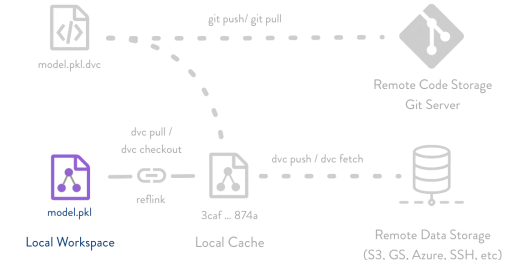 git push/ git pull
model.pkl.dvc
Remote Code Storage
Git Server
dvc pull /
dvc checkout
dvc push / dvc fetch
reflink
model.pkl
3caf ... 874a
Local Workspace
Local Cache
Remote Data Storage
(S3, GS, Azure, SSH, etc)